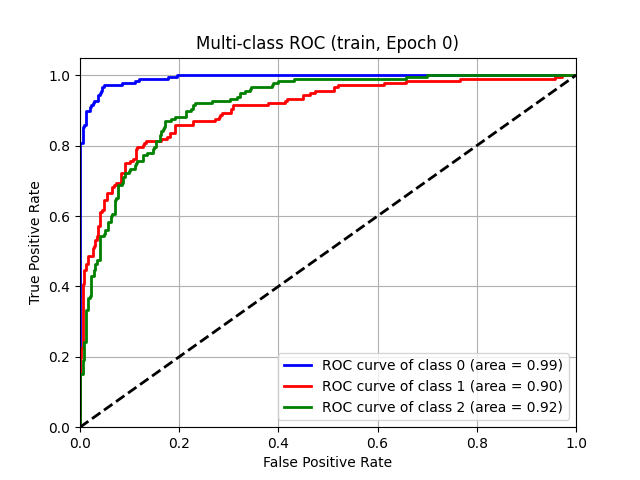 Multi-class ROC (train, Epoch 0)
True Positive Rate
1.0
0.8
0.6
0.4
0.2
0.0
ROC curve of class 0 (area = 0.99)
ROC curve of class 1 (area = 0.90)
ROC curve of class 2 (area = 0.92)
0.0 0.2 0.4 0.6 0.8 1.0
False Positive Rate